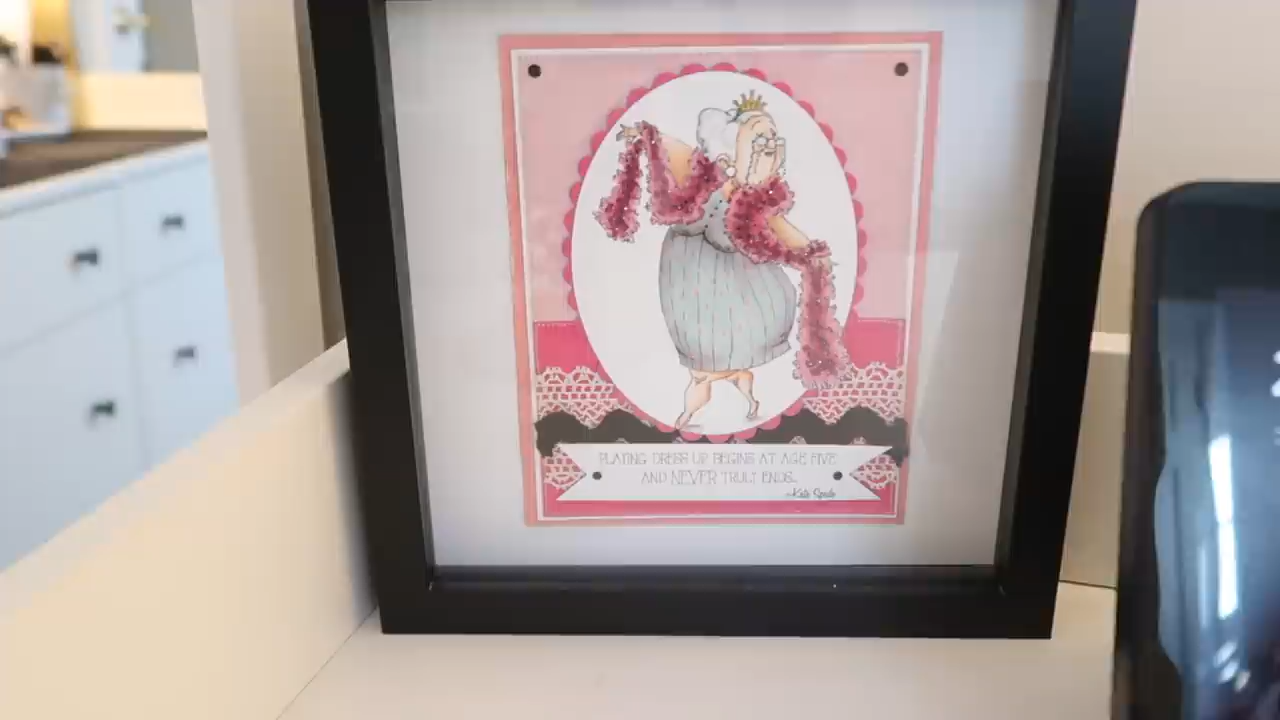 PLAYING DRESS UP BEGINS AT AGE FIVE
AND NEVER TRULY ENDS.
~Kate Spade